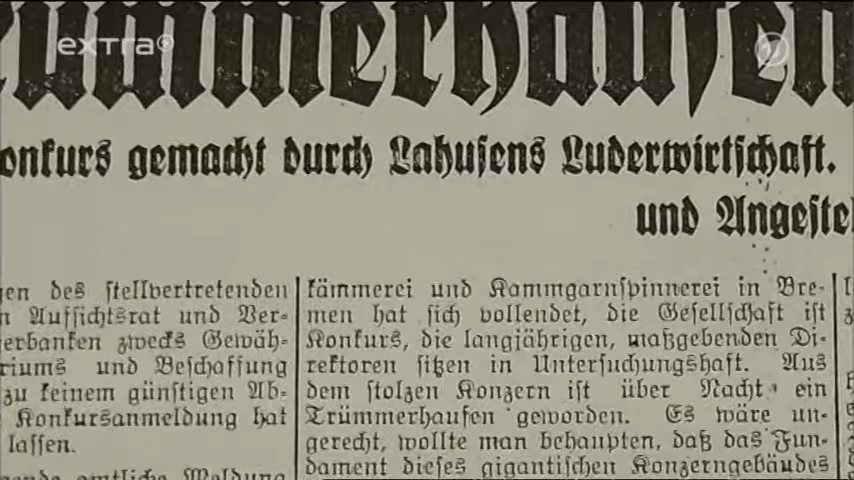 extra
rümmerhaufen
onkurs gemacht durch Lahusens Luderwirtschaft.
und Angeste
en des stellvertretenden
n Aufsichtsrat und Ver-
erbanken zwecks Gewäh-
riums und Beschaffung
zu keinem günstigen Ab-
Konkursanmeldung hat
lassen.
ende amtliche Meldung
kämmerei und Kammgarnspinnerei in Bre-
men hat sich vollendet, die Gesellschaft ist
Konkurs, die langjährigen, maßgebenden Di-
rektoren sitzen in Untersuchungshaft. Aus
dem stolzen Konzern ist über Nacht ein
Trümmerhaufen geworden. Es wäre un-
gerecht, wollte man behaupten, daß das Fun-
dament dieses gigantischen Konzerngebäudes